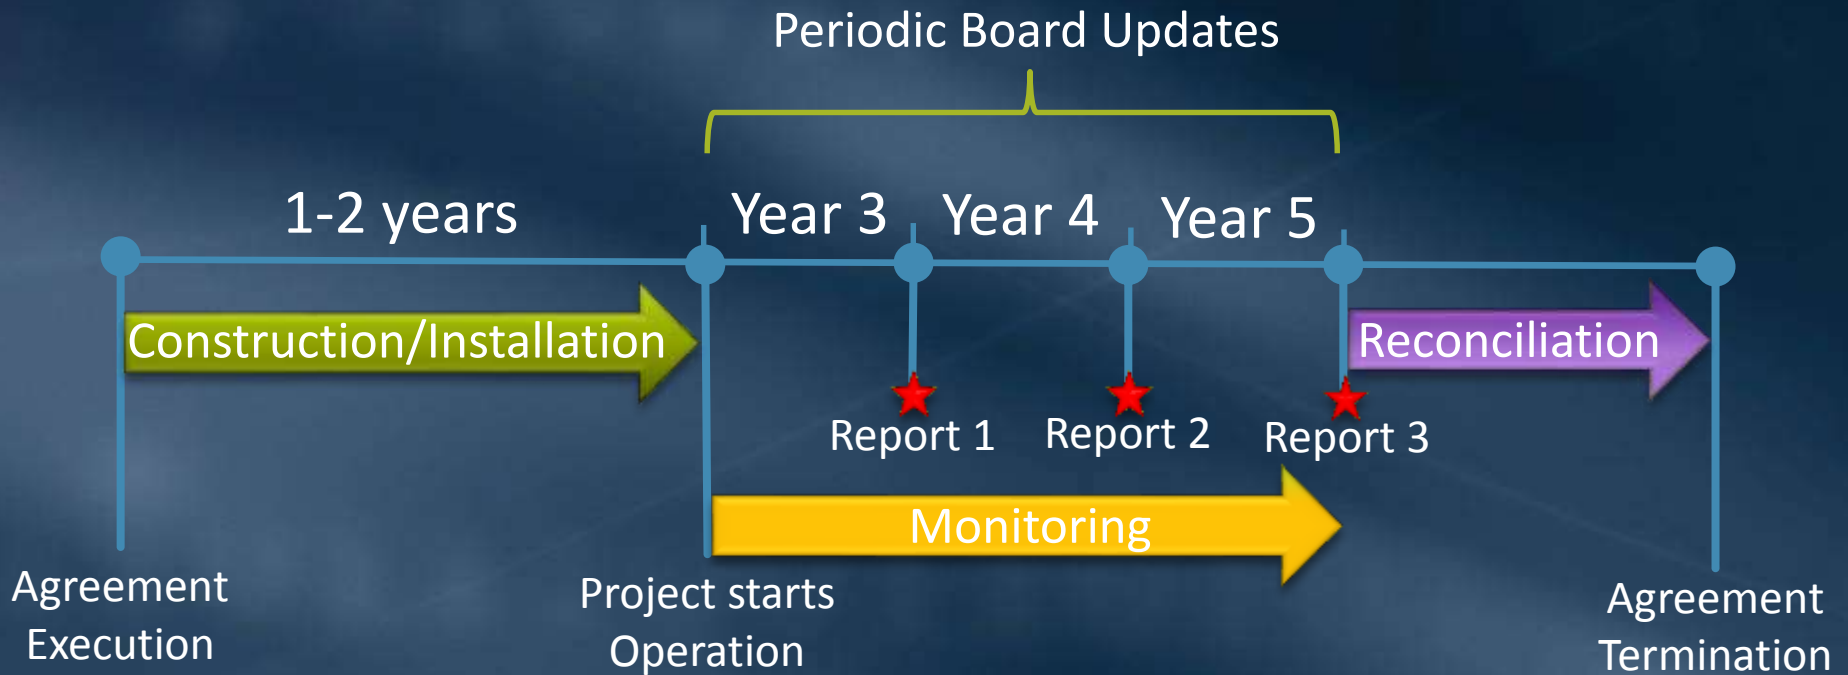 Periodic Board Updates
1-2 years
Year 3
Year 4
Year 5
Construction/Installation
Reconciliation
Report 1
Report 2
Report 3
Monitoring
Agreement
Execution
Project starts
Operation
Agreement
Termination